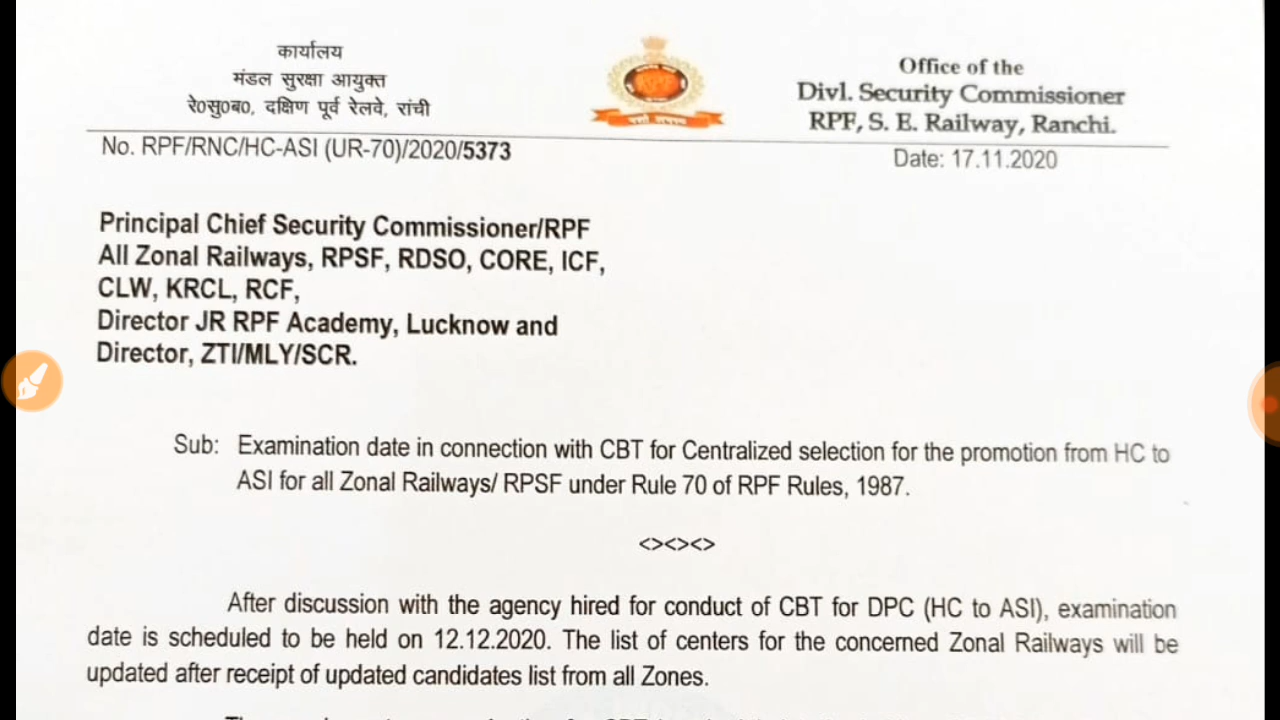 कार्यालय
मंडल सुरक्षा आयुक्त
रे०सु०ब०, दक्षिण पूर्व रेलवे, रांची
Office of the
Divl. Security Commissioner
RPF, S. E. Railway, Ranchi.
No. RPF/RNC/HC-ASI (UR-70)/2020/5373
Date: 17.11.2020
Principal Chief Security Commissioner/RPF
All Zonal Railways, RPSF, RDSO, CORE, ICF,
CLW, KRCL, RCF,
Director JR RPF Academy, Lucknow and
Director, ZTI/MLY/SCR.
Sub: Examination date in connection with CBT for Centralized selection for the promotion from HC to
ASI for all Zonal Railways/ RPSF under Rule 70 of RPF Rules, 1987.
<><><>
After discussion with the agency hired for conduct of CBT for DPC (HC to ASI), examination
date is scheduled to be held on 12.12.2020. The list of centers for the concerned Zonal Railways will be
updated after receipt of updated candidates list from all Zones.